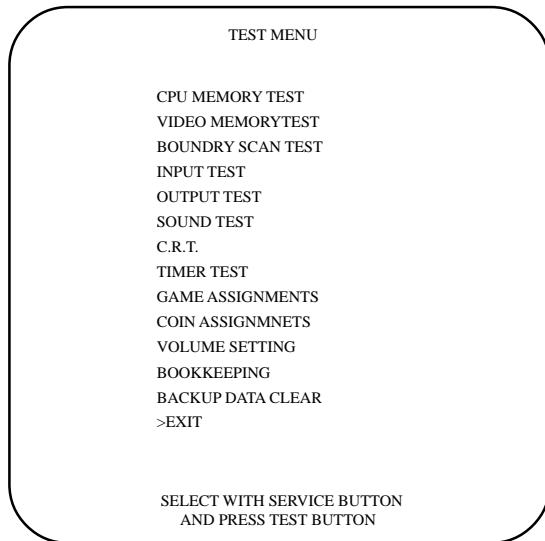 TEST MENU
CPU MEMORY TEST
VIDEO MEMORYTEST
BOUNDRY SCAN TEST
INPUT TEST
OUTPUT TEST
SOUND TEST
C.R.T.
TIMER TEST
GAME ASSIGNMENTS
COIN ASSIGNMNETS
VOLUME SETTING
BOOKKEEPING
BACKUP DATA CLEAR
>EXIT
SELECT WITH SERVICE BUTTON
AND PRESS TEST BUTTON